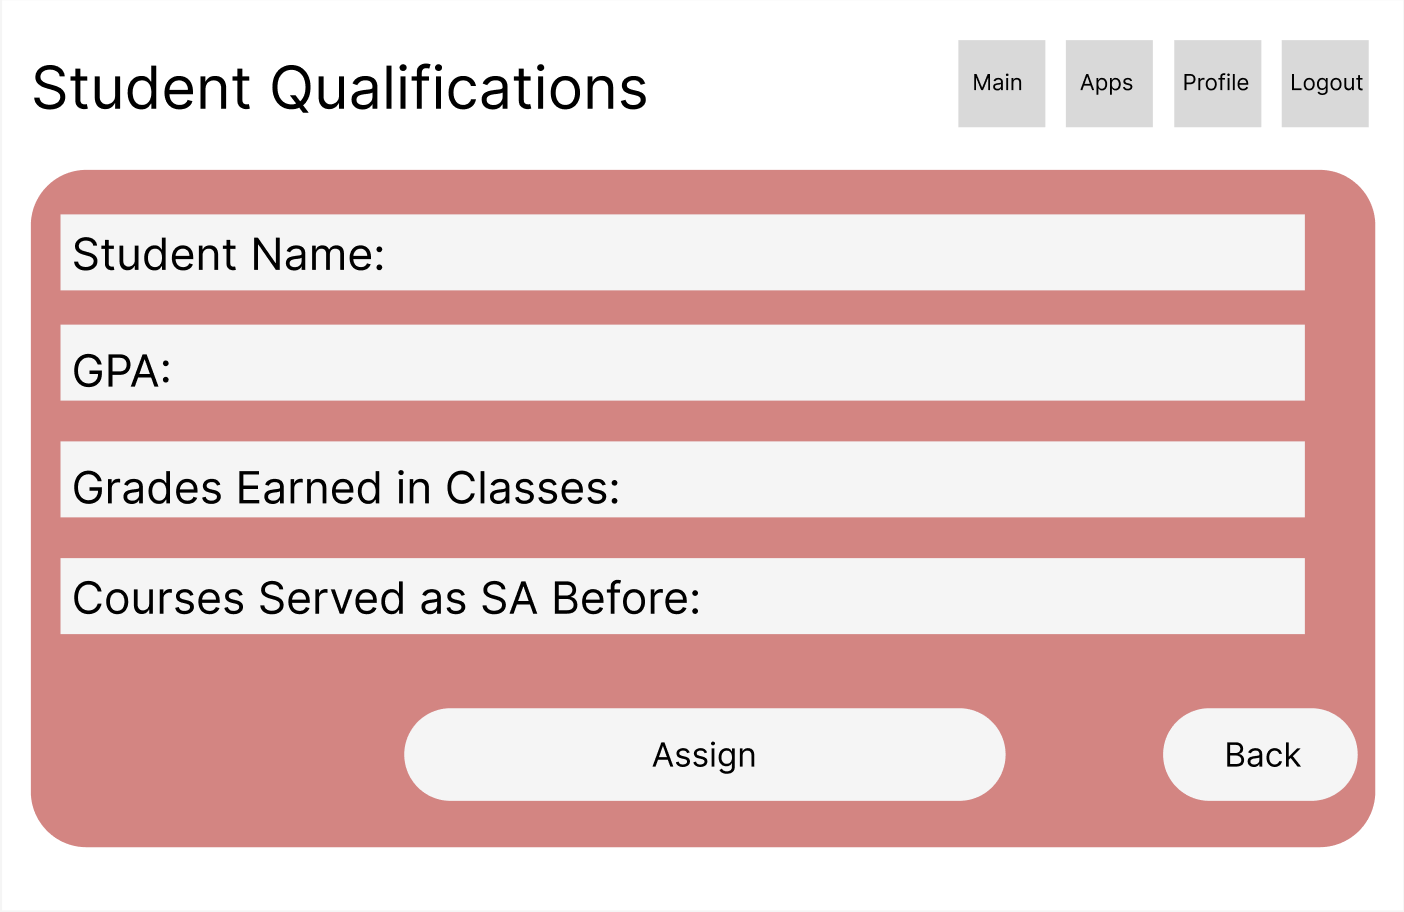 Student Qualifications
Main
Apps
Profile
Logout
Student Name:
GPA:
Grades Earned in Classes:
Courses Served as SA Before:
Assign
Back